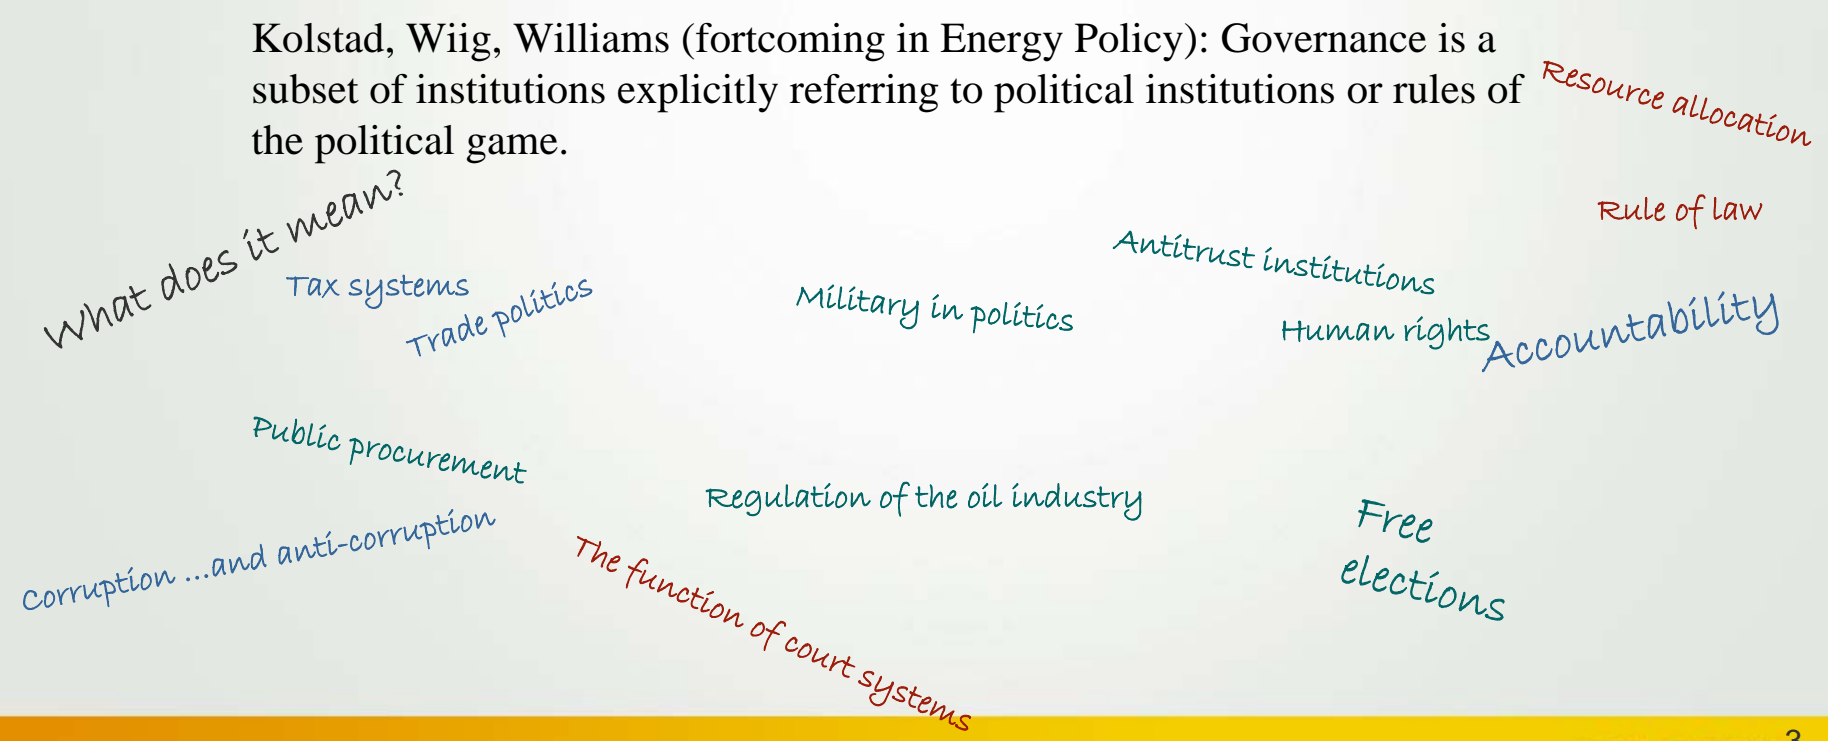 Kolstad, Wiig, Williams (fortcoming in Energy Policy): Governance is a
subset of institutions explicitly referring to political institutions or rules of
the political game.
Resource allocation
What does it mean?
Rule of law
Tax systems
Trade politics
Military in politics
Antitrust institutions
Human rights
Accountability
Public procurement
Regulation of the oil industry
Free
elections
Corruption ...and anti-corruption
The function of court systems
3